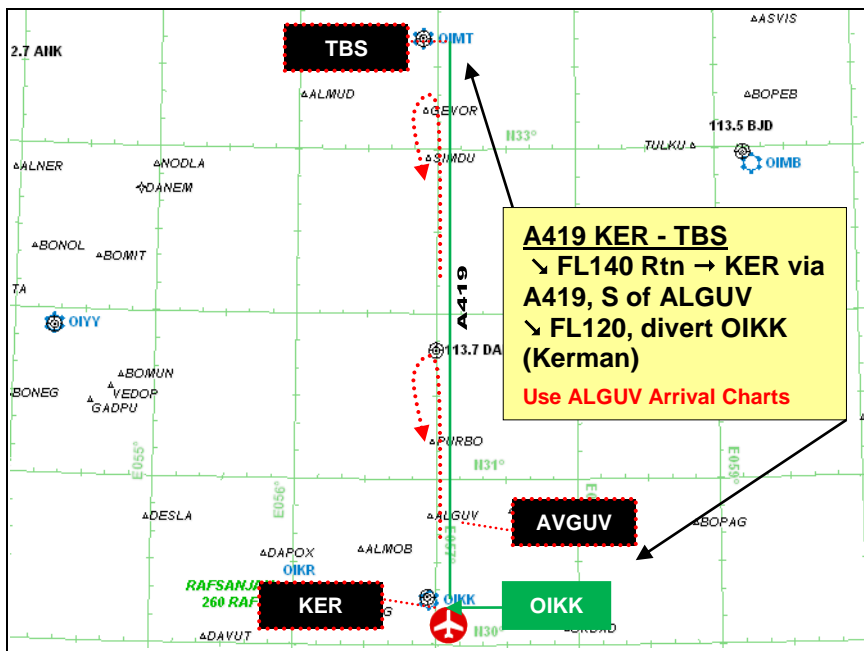 ASVIS
TBS
OIMT
2.7 ANK
ALMUD
BOPEB
GEVOR
113.5 BJD
N33°
TULKU
SIMDU
ALNER
NODLA
OIMB
DANEM
A419 KER - TBS
↘ FL140 Rtn → KER via
A419, S of ALGUV
↘ FL120, divert OIKK
(Kerman)
Use ALGUV Arrival Charts
BONOL
BOMIT
TA
A419
OIYY
113.7 DA
BOMUN
VEDOP
BONEG
GADPU
PURBO
E055°
E056°
N31°
E059°
DESLA
ALGUV
AVGUV
BOPAG
E057°
DAPOX
ALMOB
OIKR
RAFSANJ
260 RAF
KER
G
OIKK
OIKK
DAVUT
N30°